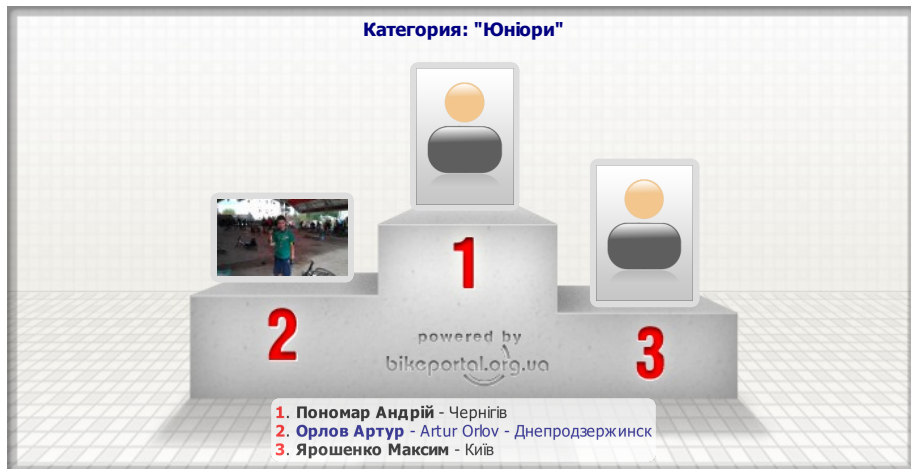 Категория: "Юніори"
1
2
3
powered by
bikeportal.org.ua
1. Пономар Андрій - Чернігів
2. Орлов Артур - Artur Orlov - Днепродзержинск
3. Ярошенко Максим - Київ